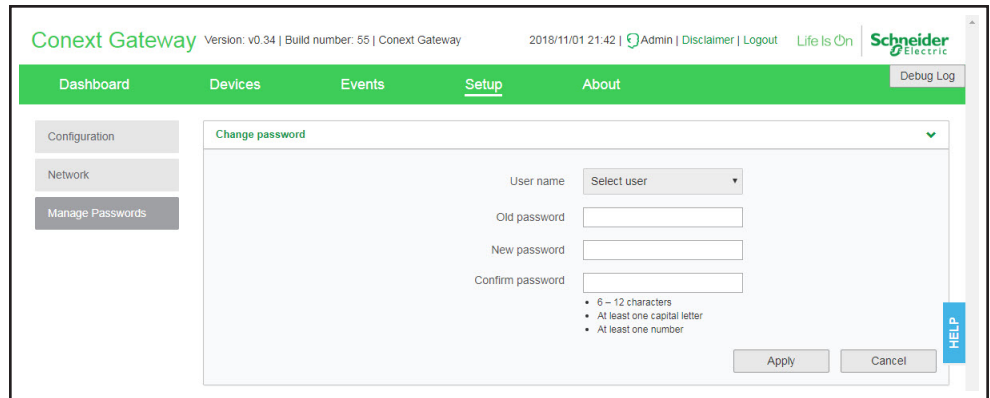 Conext Gateway Version: v0.34 | Build number: 55 | Conext Gateway 2018/11/01 21:42 | Admin | Disclaimer | Logout Life Is On Schneider Electric
Dashboard Devices Events Setup About Debug Log
Configuration
Network
Manage Passwords
Change password
User name Select user
Old password
New password
Confirm password
• 6 – 12 characters
• At least one capital letter
• At least one number
Apply Cancel
HELP